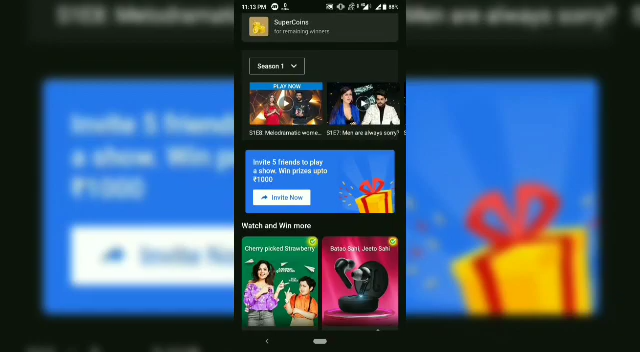 11:13 PM
88%
SuperCoins
for remaining winners
Season 1
PLAY NOW
S1E8: Melodramatic wome...
S1E7: Men are always sorry?
Invite 5 friends to play
a show. Win prizes upto
₹1000
Invite Now
Watch and Win more
Cherry picked Strawberry
Batao Sahi, Jeeto Sahi